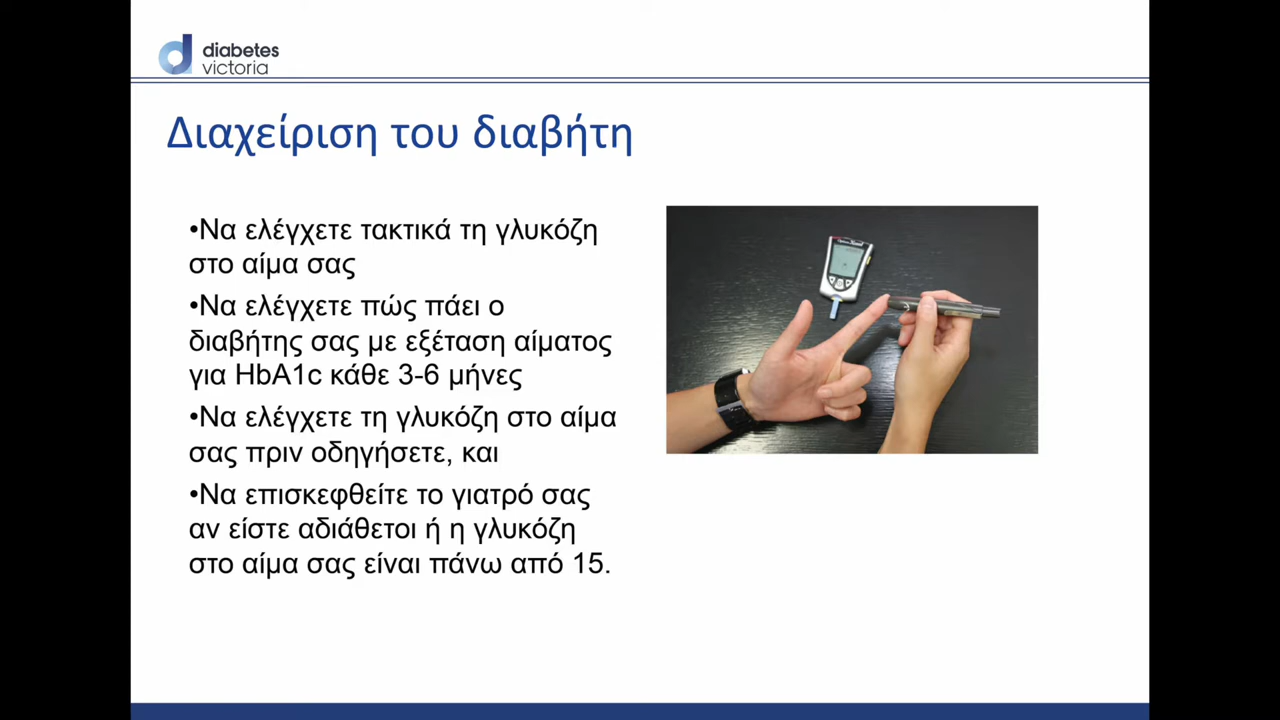 diabetes
victoria
Διαχείριση του διαβήτη
•Να ελέγχετε τακτικά τη γλυκόζη
στο αίμα σας
•Να ελέγχετε πώς πάει ο
διαβήτης σας με εξέταση αίματος
για HbA1c κάθε 3-6 μήνες
•Να ελέγχετε τη γλυκόζη στο αίμα
σας πριν οδηγήσετε, και
•Να επισκεφθείτε το γιατρό σας
αν είστε αδιάθετοι ή η γλυκόζη
στο αίμα σας είναι πάνω από 15.